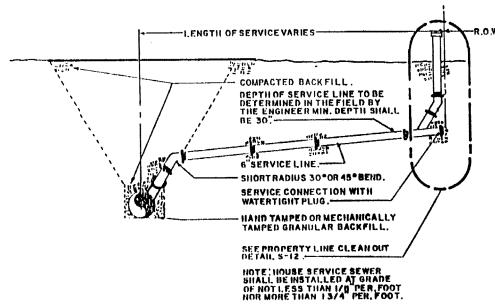 LENGTH OF SERVICE VARIES
R.O.W
COMPACTED BACKFILL.
DEPTH OF SERVICE LINE TO BE
DETERMINED IN THE FIELD BY
THE ENGINEER MIN. DEPTH SHALL
BE 30".
6" SERVICE LINE.
SHORT RADIUS 30° OR 45° BEND.
SERVICE CONNECTION WITH
WATERTIGHT PLUG.
HAND TAMPED OR MECHANICALLY
TAMPED GRANULAR BACKFILL.
SEE PROPERTY LINE CLEAN OUT
DETAIL S-12.
NOTE: HOUSE SERVICE SEWER
SHALL BE INSTALLED AT GRADE
OF NOT LESS THAN 1/8" PER. FOOT
NOR MORE THAN 1 3/4" PER. FOOT.